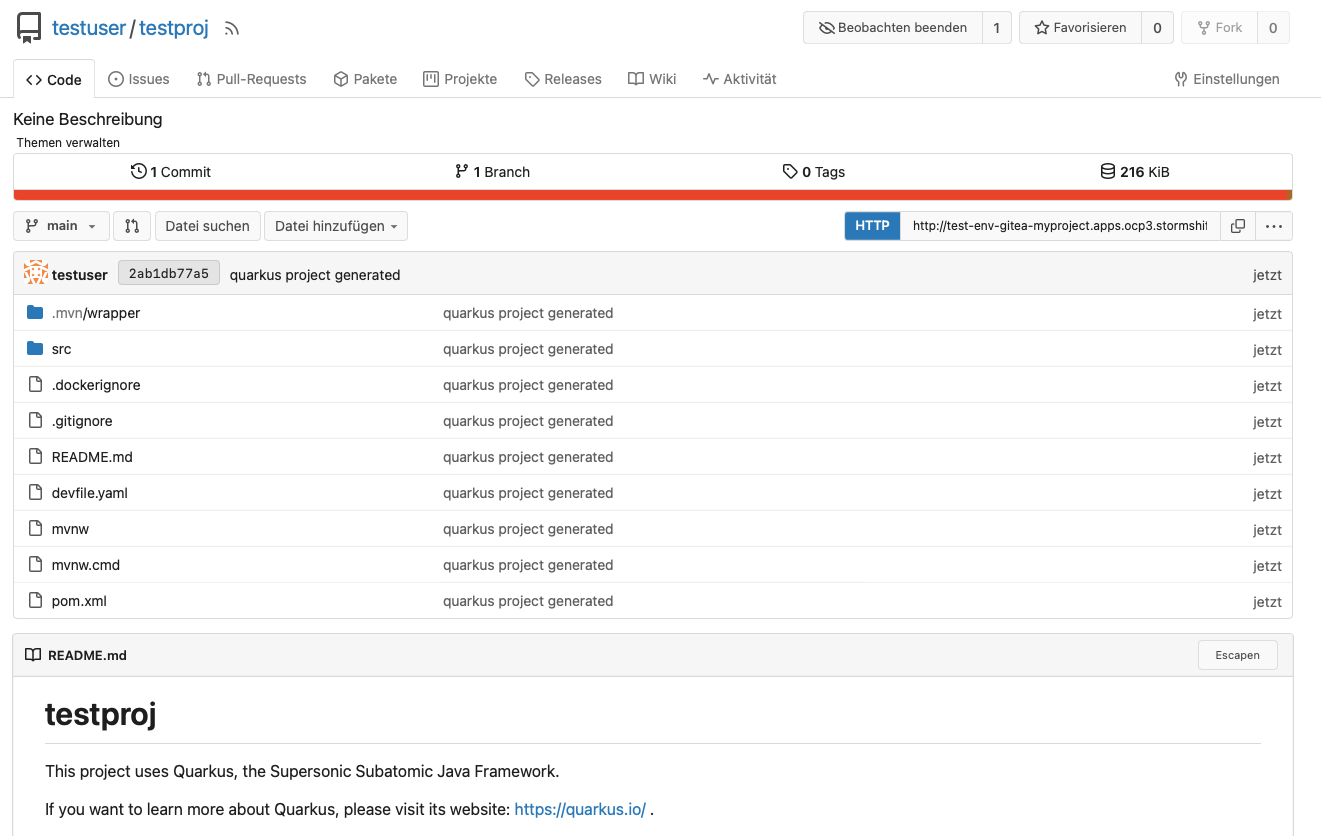 testuser / testproj
Beobachten beenden 1 Favorisieren 0 Fork 0
Code Issues Pull-Requests Pakete Projekte Releases Wiki Aktivität Einstellungen
Keine Beschreibung
Themen verwalten
1 Commit 1 Branch 0 Tags 216 KiB
main Datei suchen Datei hinzufügen HTTP http://test-env-gitea-myproject.apps.ocp3.stormshif
testuser 2ab1db77a5 quarkus project generated jetzt
.mvn/wrapper quarkus project generated jetzt
src quarkus project generated jetzt
.dockerignore quarkus project generated jetzt
.gitignore quarkus project generated jetzt
README.md quarkus project generated jetzt
devfile.yaml quarkus project generated jetzt
mvnw quarkus project generated jetzt
mvnw.cmd quarkus project generated jetzt
pom.xml quarkus project generated jetzt
README.md Escapen
testproj
This project uses Quarkus, the Supersonic Subatomic Java Framework.
If you want to learn more about Quarkus, please visit its website: https://quarkus.io/ .